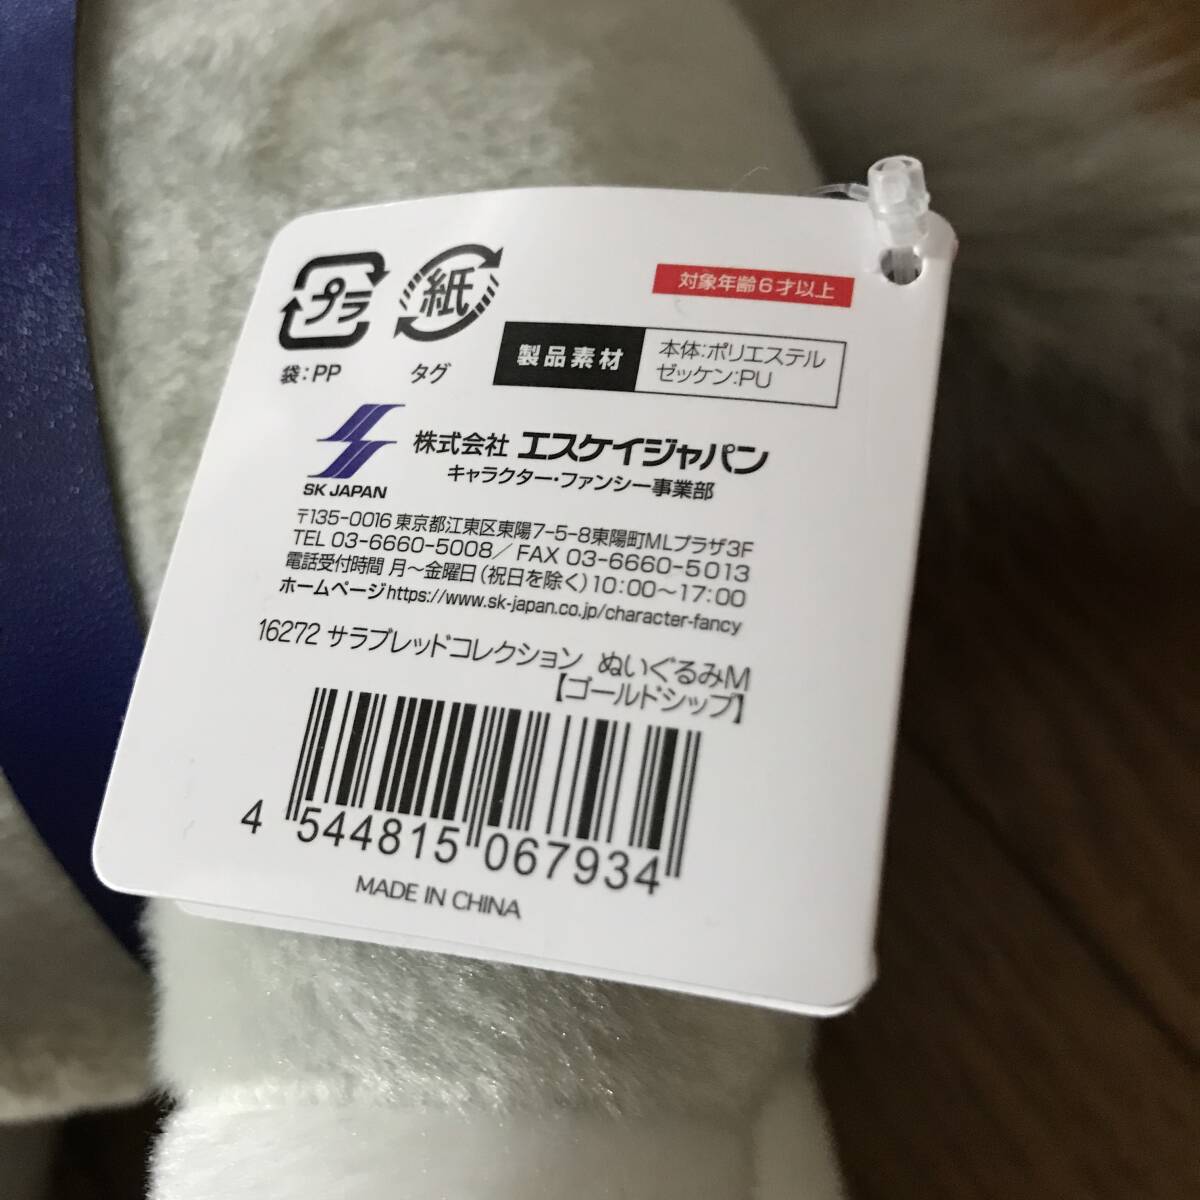 プラ
紙
袋:PP
タグ
対象年齢6才以上
製品素材
本体:ポリエステル
ゼッケン:PU
SK JAPAN
株式会社 エスケイジャパン
キャラクター・ファンシー事業部
〒135-0016 東京都江東区東陽7-5-8東陽町MLプラザ3F
TEL 03-6660-5008/FAX 03-6660-5013
電話受付時間 月~金曜日(祝日を除く)10:00~17:00
ホームページhttps://www.sk-japan.co.jp/character-fancy
16272 サラブレッドコレクション ぬいぐるみM
【ゴールドシップ】
4 544815 067934
MADE IN CHINA